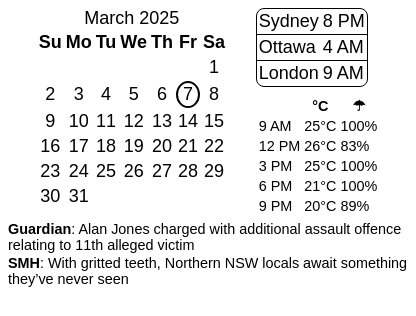 March 2025
Su Mo Tu We Th Fr Sa
1
2 3 4 5 6 7 8
9 10 11 12 13 14 15
16 17 18 19 20 21 22
23 24 25 26 27 28 29
30 31
Sydney 8 PM
Ottawa 4 AM
London 9 AM
°C ☂
9 AM 25°C 100%
12 PM 26°C 83%
3 PM 25°C 100%
6 PM 21°C 100%
9 PM 20°C 89%
Guardian: Alan Jones charged with additional assault offence
relating to 11th alleged victim
SMH: With gritted teeth, Northern NSW locals await something
they’ve never seen